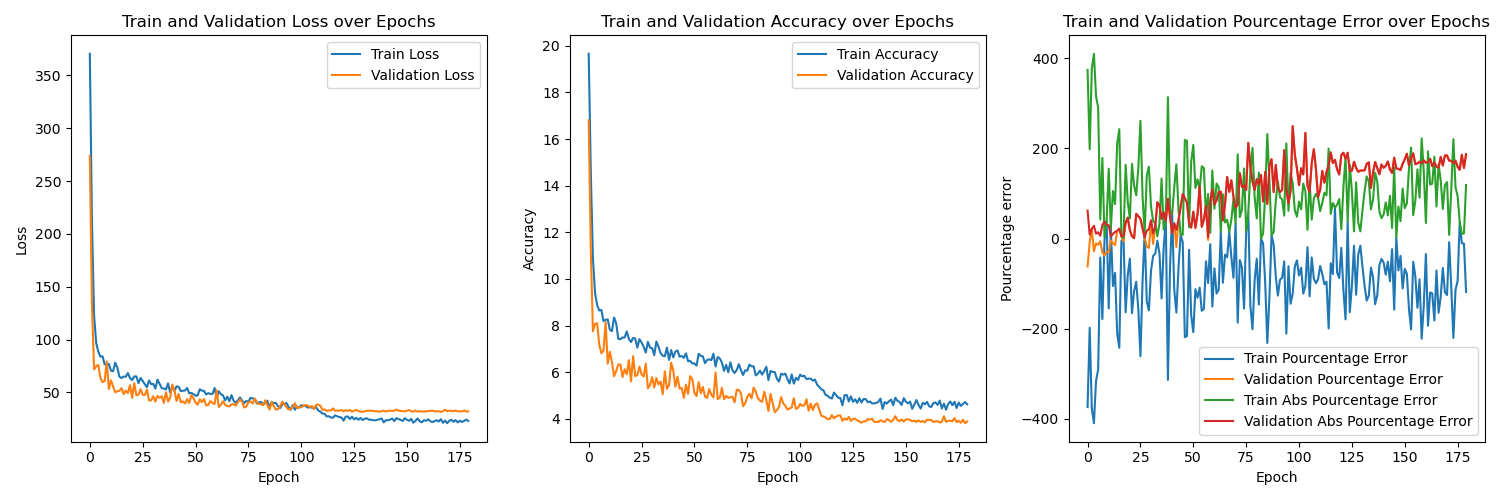 Train and Validation Loss over Epochs
Train Loss
Validation Loss
350
300
250
200
150
100
50
Loss
0
25
50
75
100
125
150
175
Epoch
Train and Validation Accuracy over Epochs
Train Accuracy
Validation Accuracy
20
18
16
14
12
10
8
6
4
Accuracy
0
25
50
75
100
125
150
175
Epoch
Train and Validation Pourcentage Error over Epochs
400
200
0
−200
−400
Pourcentage error
Train Pourcentage Error
Validation Pourcentage Error
Train Abs Pourcentage Error
Validation Abs Pourcentage Error
0
25
50
75
100
125
150
175
Epoch